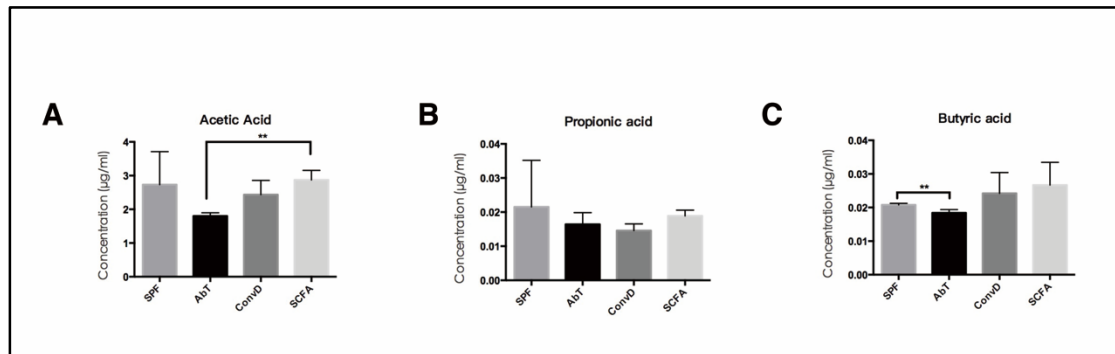 A
Acetic Acid
**
Concentration (µg/ml)
4
3
2
1
0
SPF
AbT
ConvD
SCFA
B
Propionic acid
Concentration (µg/ml)
0.04
0.03
0.02
0.01
0.00
SPF
AbT
ConvD
SCFA
C
Butyric acid
**
Concentration (µg/ml)
0.04
0.03
0.02
0.01
0.00
SPF
AbT
ConvD
SCFA